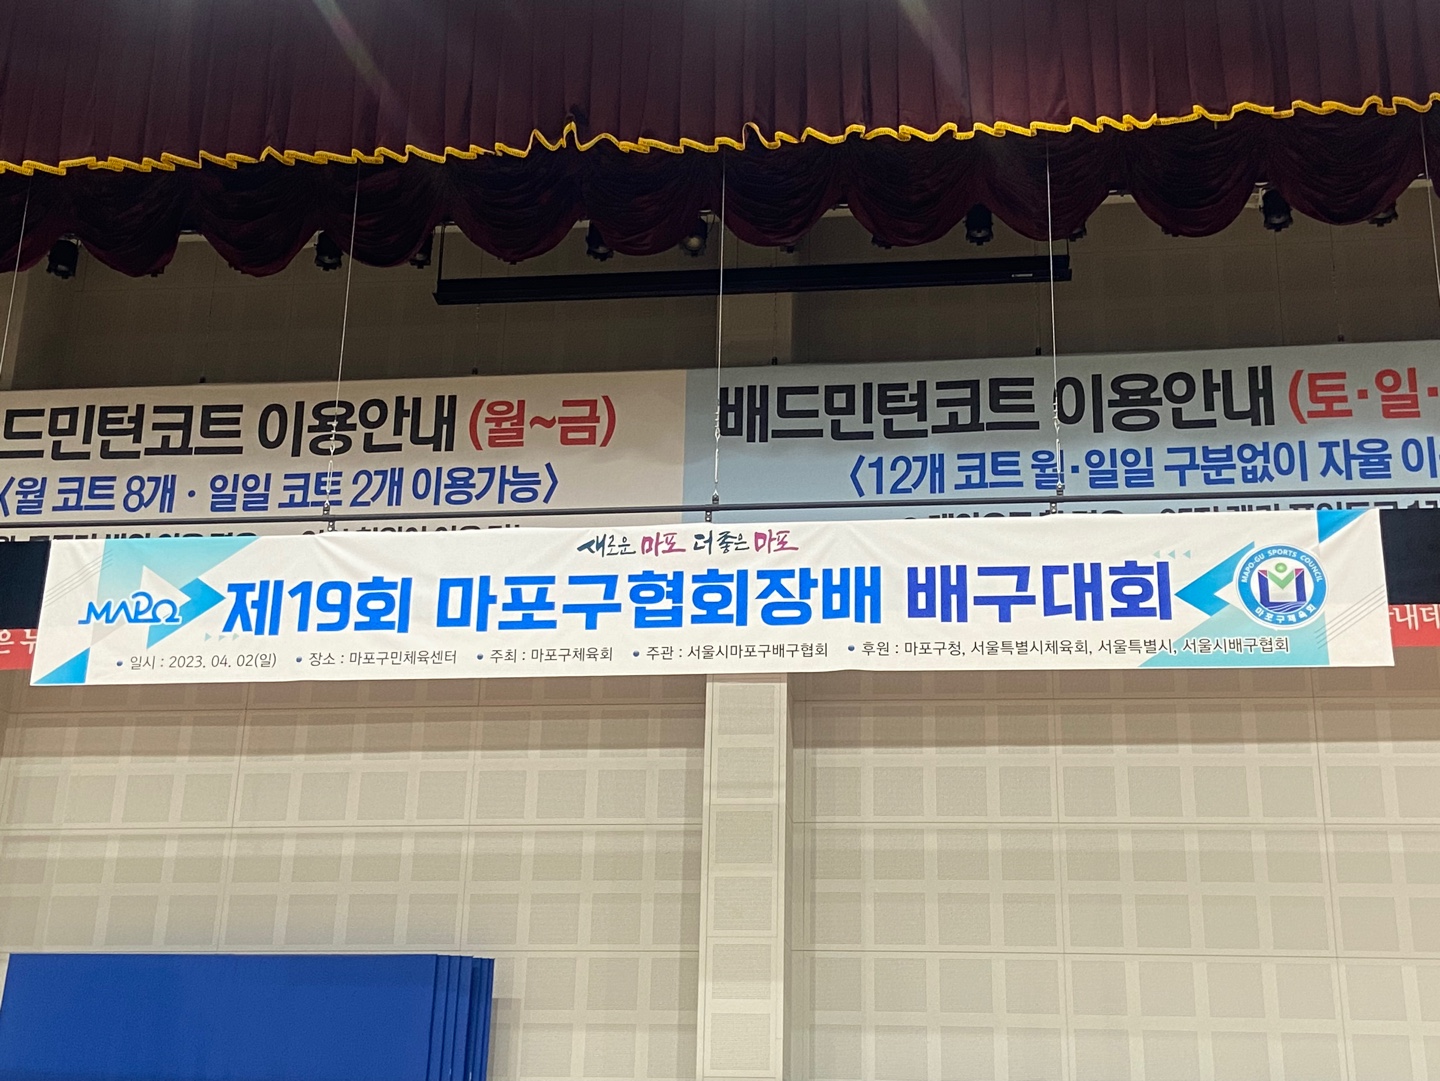 드민턴코트 이용안내 (월~금)
<월 코트 8개 · 일일 코트 2개 이용가능>
배드민턴코트 이용안내 (토·일·
<12개 코트 월·일일 구분없이 자율 이
새로운 마포 더 좋은 마포
MAPO
제19회 마포구협회장배 배구대회
MAPO-GU SPORTS COUNCIL
마포구체육회
• 일시 : 2023. 04. 02(일) • 장소 : 마포구민체육센터 • 주최 : 마포구체육회 • 주관 : 서울시마포구배구협회 • 후원 : 마포구청, 서울특별시체육회, 서울특별시, 서울시배구협회